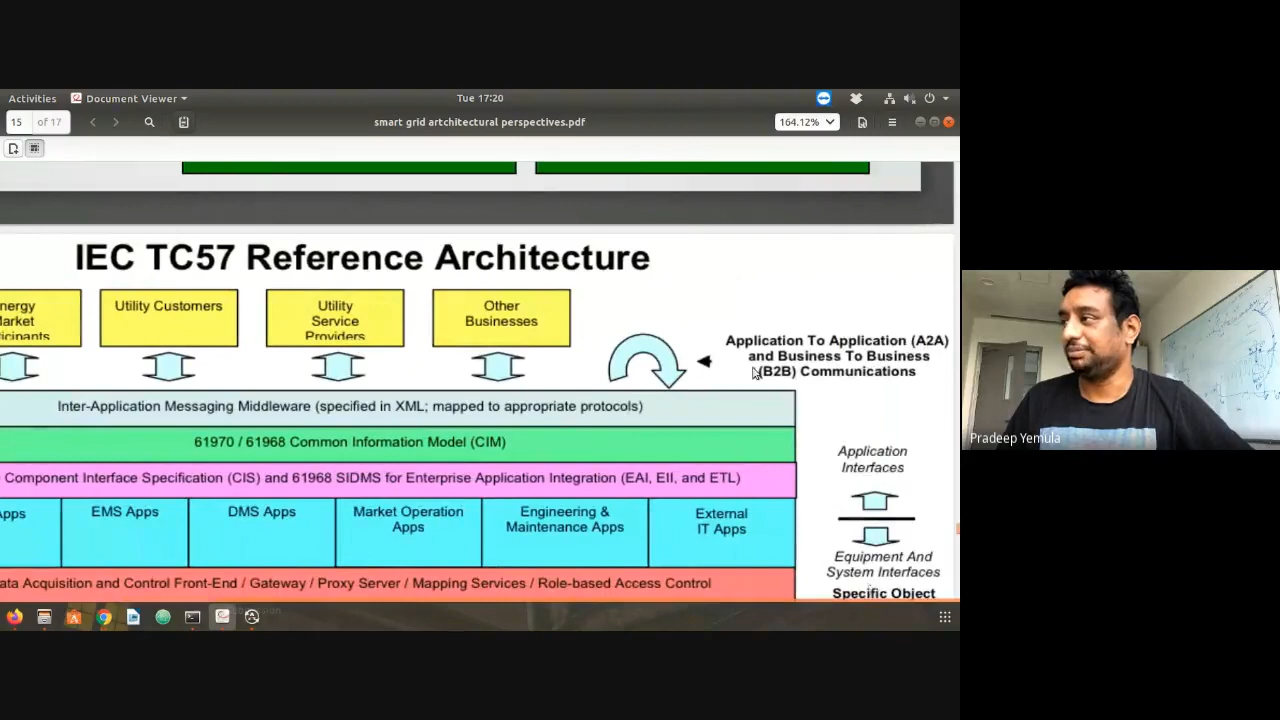 Activities
Document Viewer
Tue 17:20
15 of 17
smart grid artchitectural perspectives.pdf
164.12%
IEC TC57 Reference Architecture
Utility Customers
Utility
Service
Providers
Other
Businesses
Market
Application To Application (A2A)
and Business To Business
(B2B) Communications
Inter-Application Messaging Middleware (specified in XML; mapped to appropriate protocols)
61970 / 61968 Common Information Model (CIM)
Component Interface Specification (CIS) and 61968 SIDMS for Enterprise Application Integration (EAI, EII, and ETL)
EMS Apps
DMS Apps
Market Operation
Apps
Engineering &
Maintenance Apps
External
IT Apps
Acquisition and Control Front-End / Gateway / Proxy Server / Mapping Services / Role-based Access Control
Application
Interfaces
Equipment And
System Interfaces
Specific Object
Pradeep Yemula